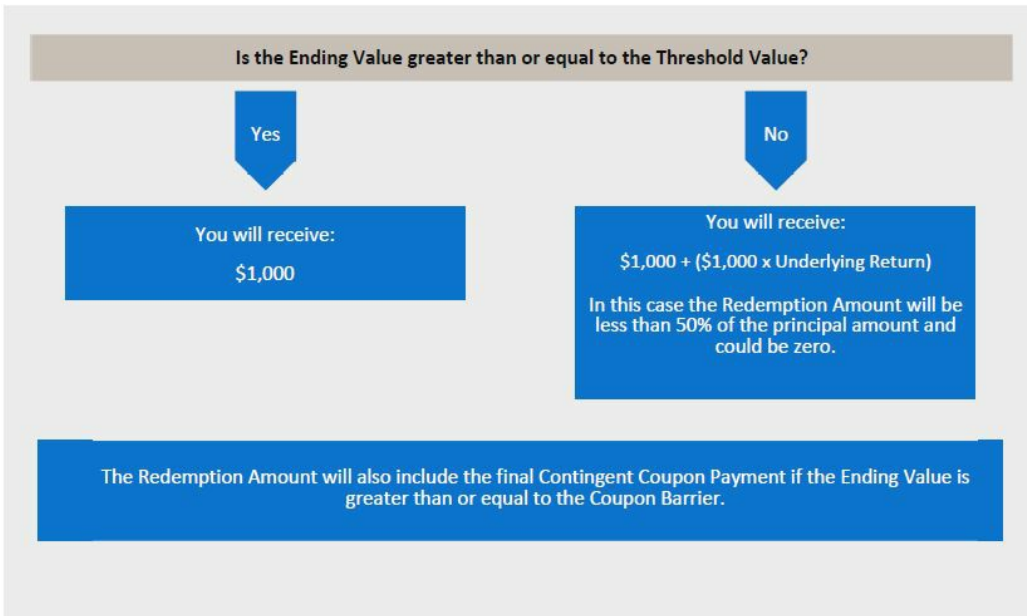 Is the Ending Value greater than or equal to the Threshold Value?
Yes
No
You will receive:
$1,000
You will receive:
$1,000 + ($1,000 x Underlying Return)
In this case the Redemption Amount will be
less than 50% of the principal amount and
could be zero.
The Redemption Amount will also include the final Contingent Coupon Payment if the Ending Value is
greater than or equal to the Coupon Barrier.